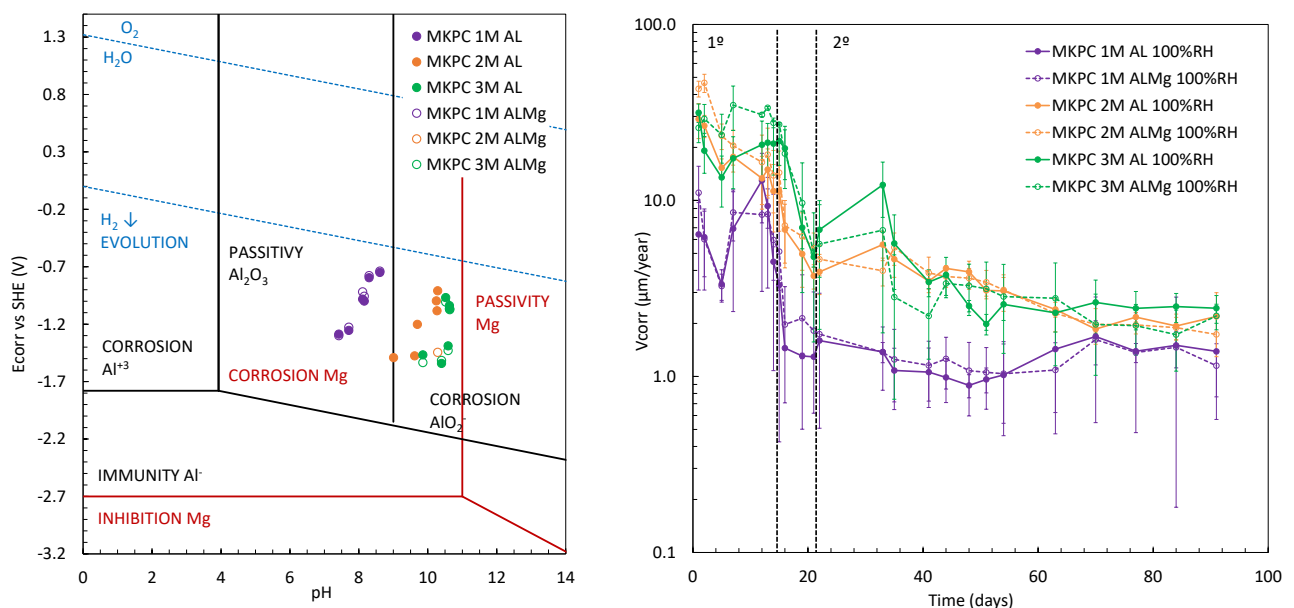 1.3
0.8
0.3
-0.2
-0.7
-1.2
-1.7
-2.2
-2.7
-3.2
Ecorr vs SHE (V)
0 2 4 6 8 10 12 14
pH
O2
H2O
H2 ↓
EVOLUTION
PASSITIVY
Al2O3
PASSIVITY
Mg
CORROSION
Al+3
CORROSION Mg
CORROSION
AlO2-
IMMUNITY Al-
INHIBITION Mg
MKPC 1M AL
MKPC 2M AL
MKPC 3M AL
MKPC 1M ALMg
MKPC 2M ALMg
MKPC 3M ALMg
100.0
10.0
1.0
0.1
Vcorr (µm/year)
0 20 40 60 80 100
Time (days)
1º 2º
MKPC 1M AL 100%RH
MKPC 1M ALMg 100%RH
MKPC 2M AL 100%RH
MKPC 2M ALMg 100%RH
MKPC 3M AL 100%RH
MKPC 3M ALMg 100%RH